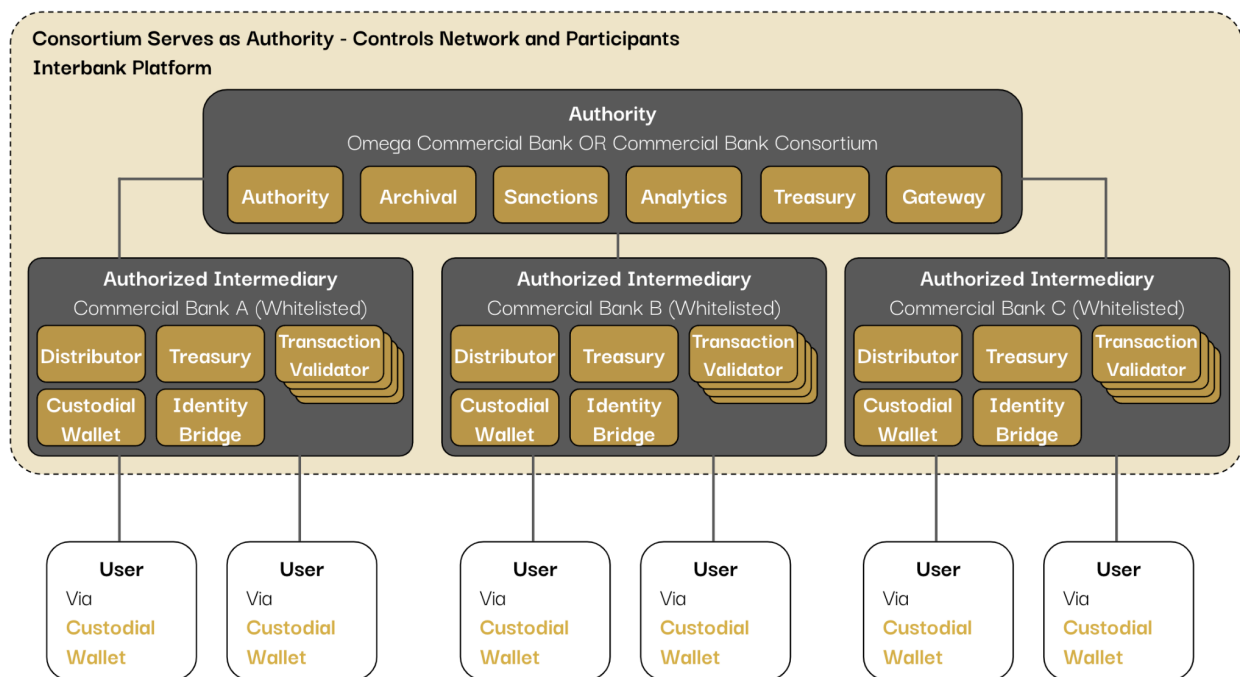 Consortium Serves as Authority - Controls Network and Participants
Interbank Platform
Authority
Omega Commercial Bank OR Commercial Bank Consortium
Authority
Archival
Sanctions
Analytics
Treasury
Gateway
Authorized Intermediary
Commercial Bank A (Whitelisted)
Distributor
Treasury
Transaction
Validator
Custodial
Wallet
Identity
Bridge
Authorized Intermediary
Commercial Bank B (Whitelisted)
Distributor
Treasury
Transaction
Validator
Custodial
Wallet
Identity
Bridge
Authorized Intermediary
Commercial Bank C (Whitelisted)
Distributor
Treasury
Transaction
Validator
Custodial
Wallet
Identity
Bridge
User
Via
Custodial
Wallet
User
Via
Custodial
Wallet
User
Via
Custodial
Wallet
User
Via
Custodial
Wallet
User
Via
Custodial
Wallet
User
Via
Custodial
Wallet